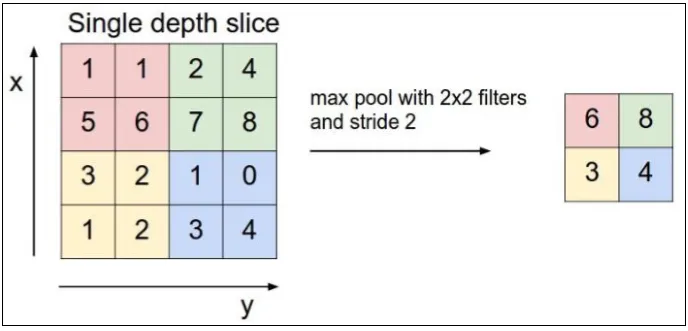 Single depth slice
x
1 1 2 4
5 6 7 8
3 2 1 0
1 2 3 4
y
max pool with 2x2 filters
and stride 2
6 8
3 4